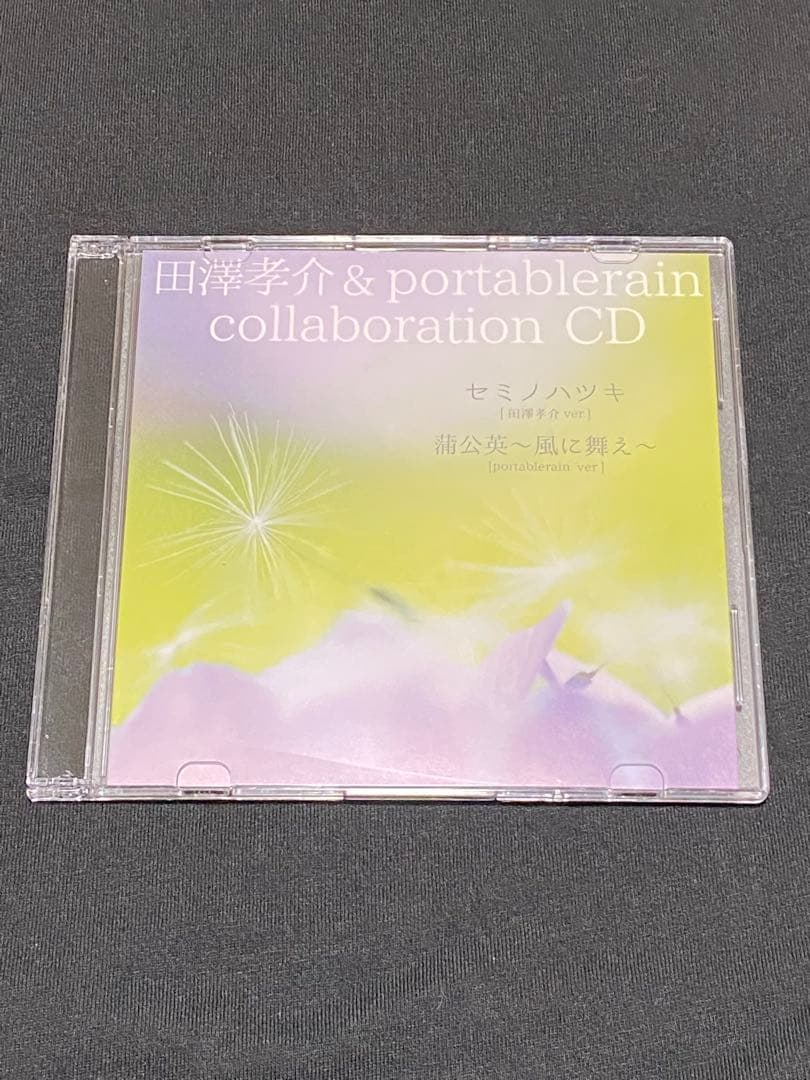 田澤孝介 & portablerain
collaboration CD
セミノハツキ
[田澤孝介 ver]
蒲公英～風に舞え～
[portablerain ver]